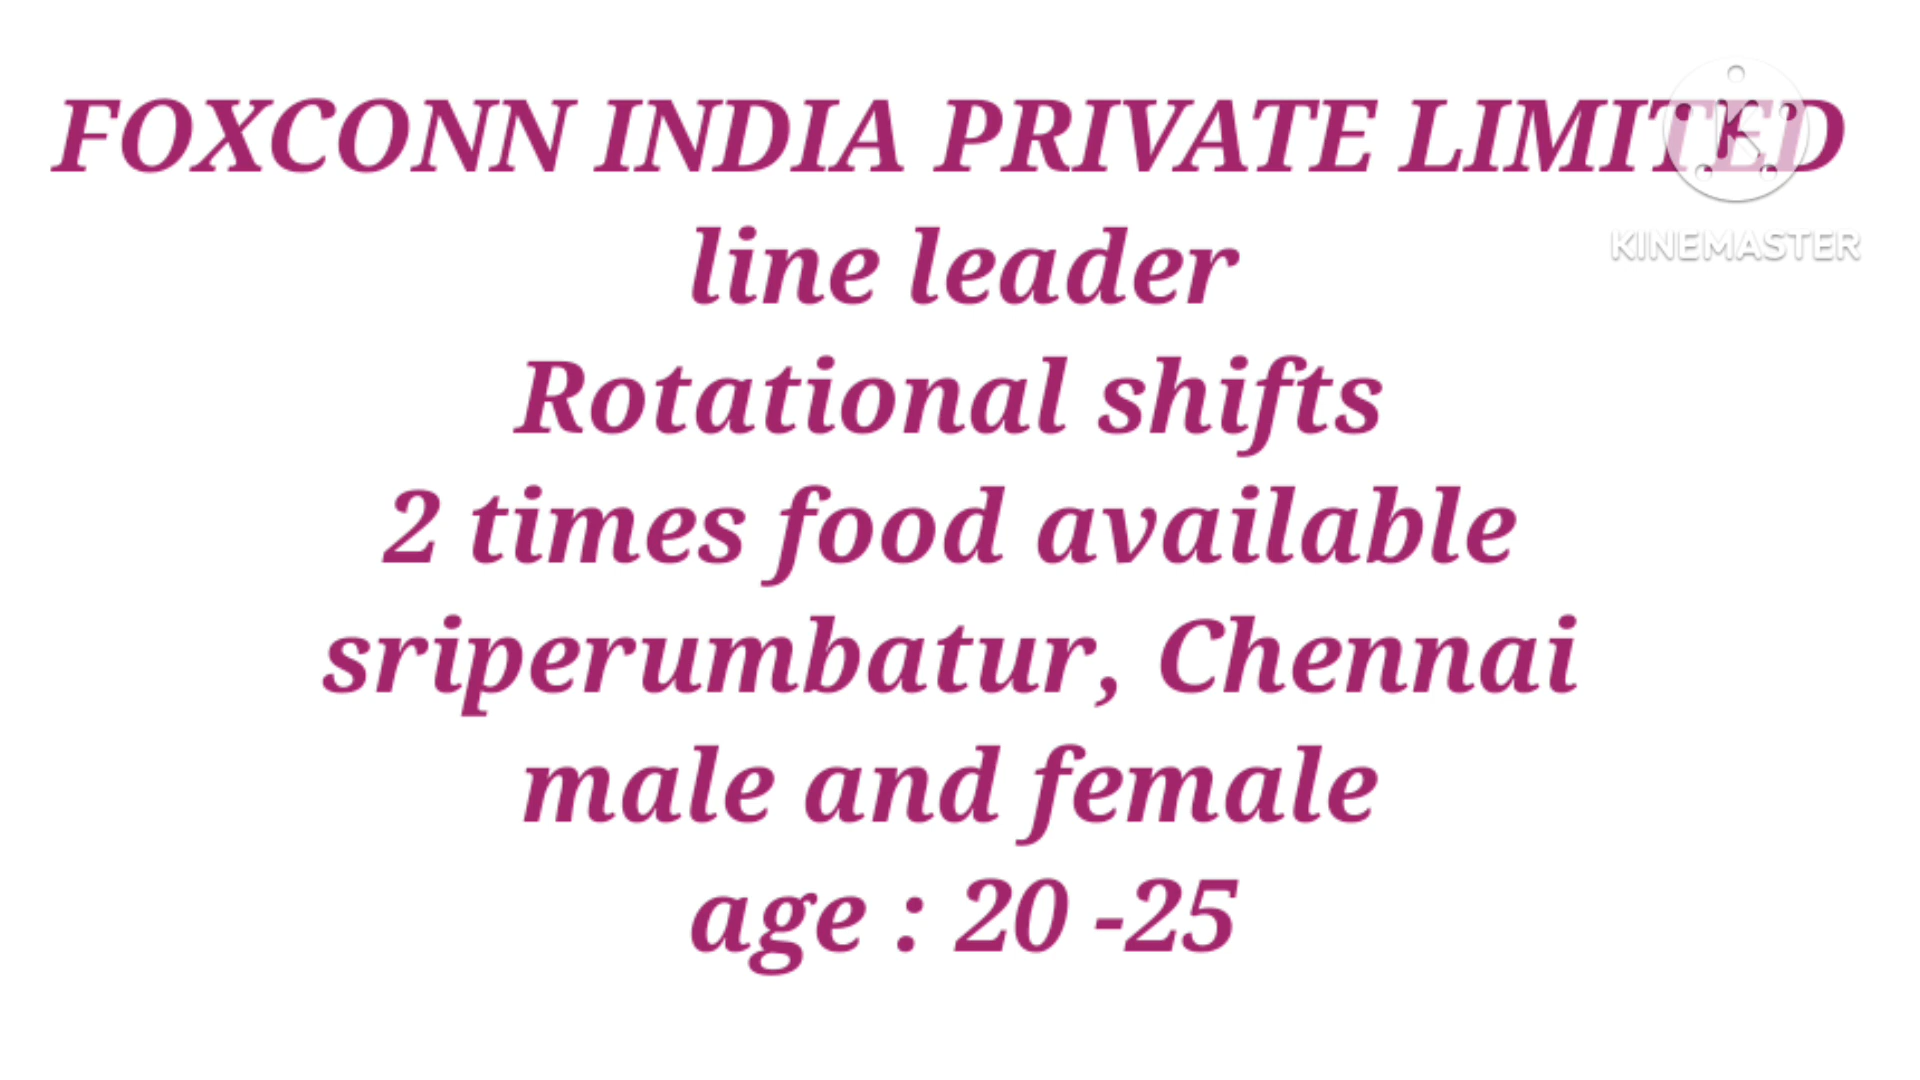 FOXCONN INDIA PRIVATE LIMITED
KINEMASTER
line leader
Rotational shifts
2 times food available
sriperumbatur, Chennai
male and female
age : 20 -25